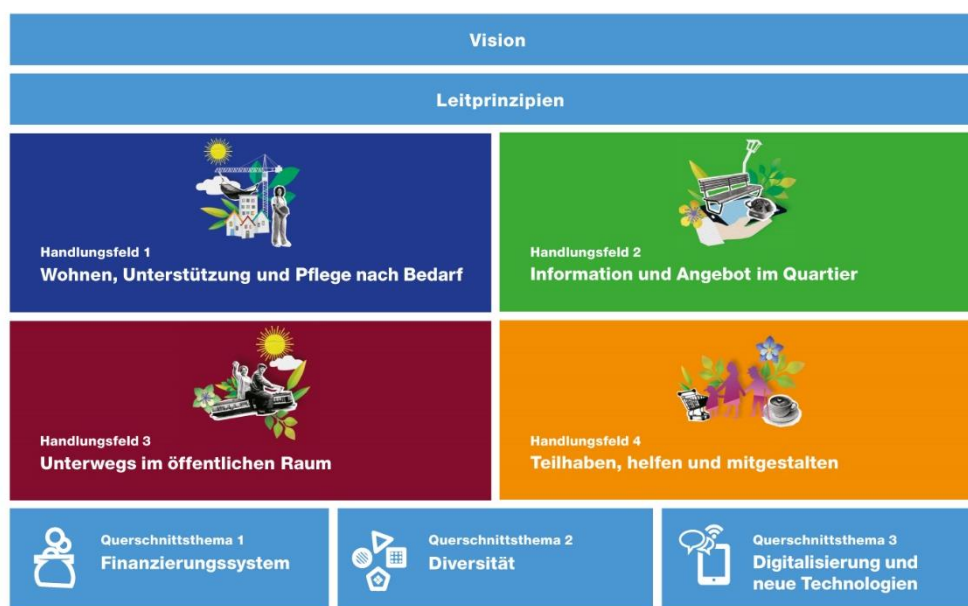 Vision
Leitprinzipien
Handlungsfeld 1
Wohnen, Unterstützung und Pflege nach Bedarf
Handlungsfeld 2
Information und Angebot im Quartier
Handlungsfeld 3
Unterwegs im öffentlichen Raum
Handlungsfeld 4
Teilhaben, helfen und mitgestalten
Querschnittsthema 1
Finanzierungssystem
Querschnittsthema 2
Diversität
Querschnittsthema 3
Digitalisierung und
neue Technologien